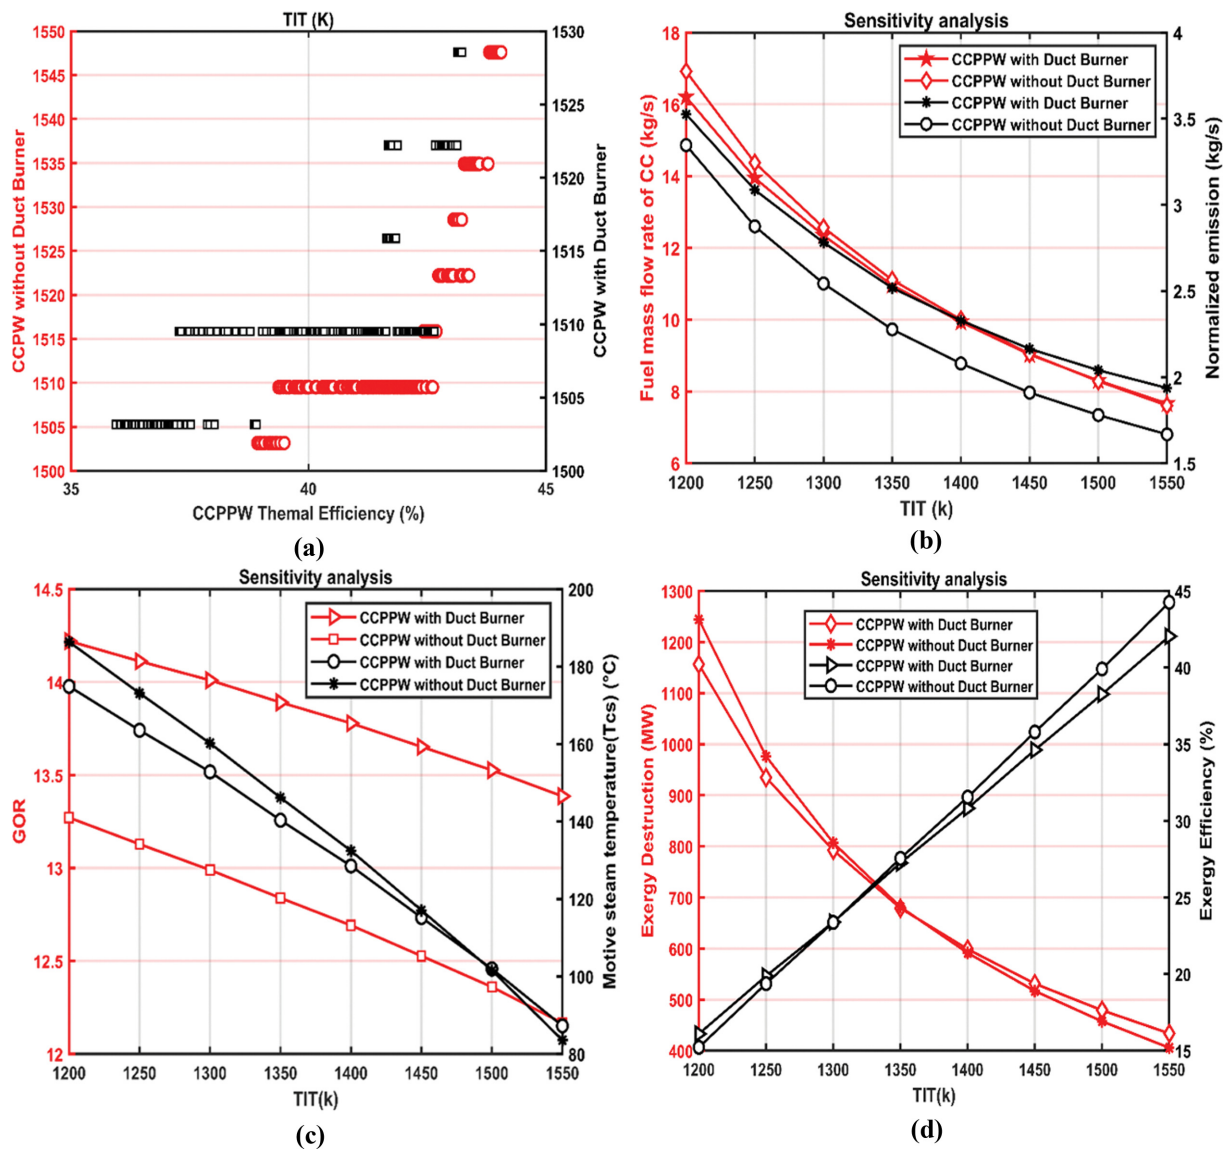 TIT (K)
1550
1545
1540
1535
1530
1525
1520
1515
1510
1505
1500
CCPW without Duct Burner
1530
1525
1520
1515
1510
1505
1500
CCPW with Duct Burner
35
40
45
CCPPW Themal Efficiency (%)
(a)
Sensitivity analysis
18
16
14
12
10
8
6
Fuel mass flow rate of CC (kg/s)
CCPPW with Duct Burner
CCPPW without Duct Burner
CCPPW with Duct Burner
CCPPW without Duct Burner
4
3.5
3
2.5
2
1.5
Normalized emission (kg/s)
1200
1250
1300
1350
1400
1450
1500
1550
TIT (k)
(b)
Sensitivity analysis
14.5
14
13.5
13
12.5
12
GOR
CCPPW with Duct Burner
CCPPW without Duct Burner
CCPPW with Duct Burner
CCPPW without Duct Burner
200
180
160
140
120
100
80
Motive steam temperature(Tcs) (°C)
1200
1250
1300
1350
1400
1450
1500
1550
TIT(k)
(c)
Sensitivity analysis
1300
1200
1100
1000
900
800
700
600
500
400
Exergy Destruction (MW)
CCPPW with Duct Burner
CCPPW without Duct Burner
CCPPW with Duct Burner
CCPPW without Duct Burner
45
40
35
30
25
20
15
Exergy Efficiency (%)
1200
1250
1300
1350
1400
1450
1500
1550
TIT(k)
(d)